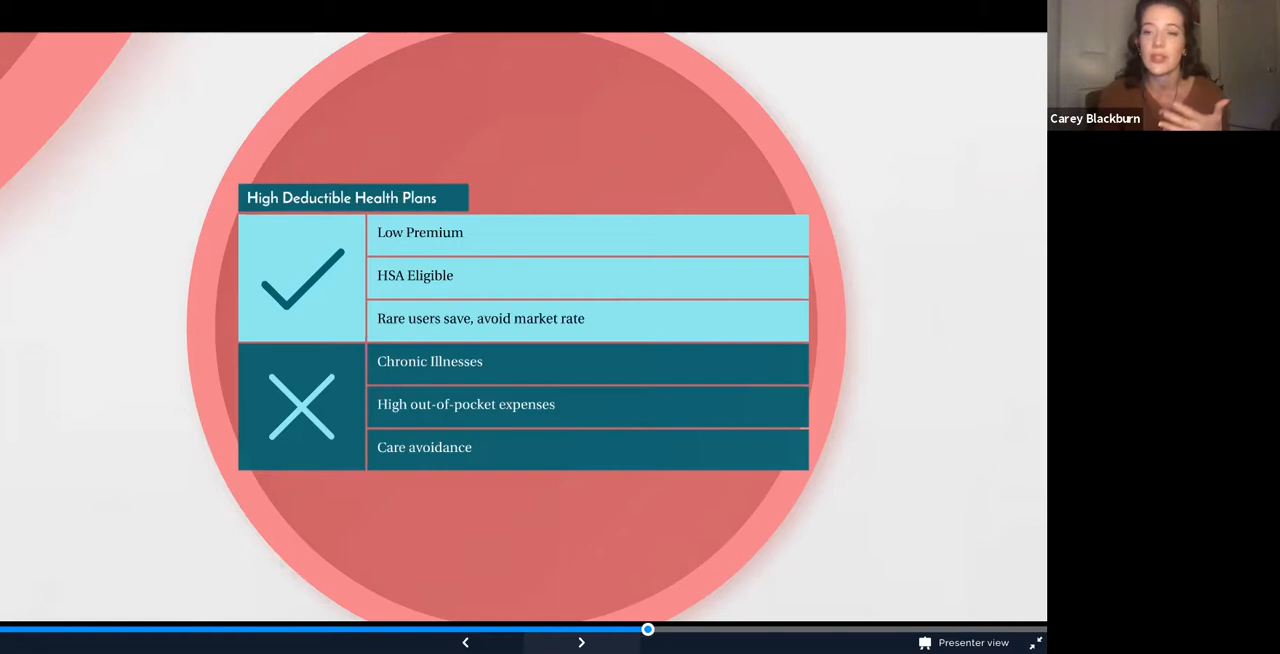 Carey Blackburn
High Deductible Health Plans
Low Premium
HSA Eligible
Rare users save, avoid market rate
Chronic Illnesses
High out-of-pocket expenses
Care avoidance
Presenter view